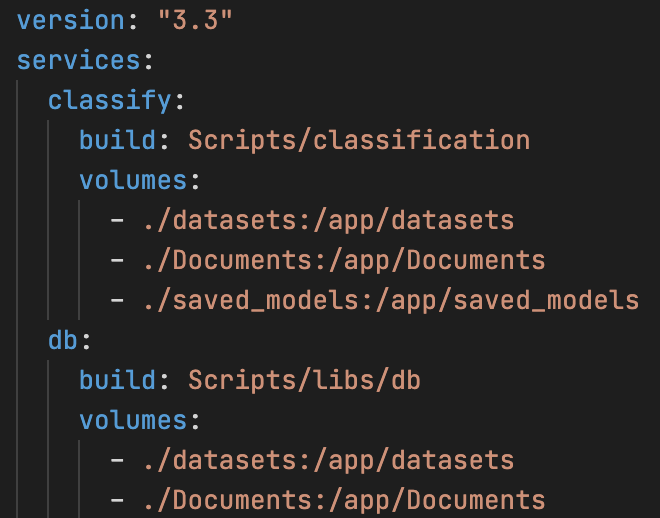 version: "3.3"
services:
  classify:
    build: Scripts/classification
    volumes:
      - ./datasets:/app/datasets
      - ./Documents:/app/Documents
      - ./saved_models:/app/saved_models
  db:
    build: Scripts/libs/db
    volumes:
      - ./datasets:/app/datasets
      - ./Documents:/app/Documents